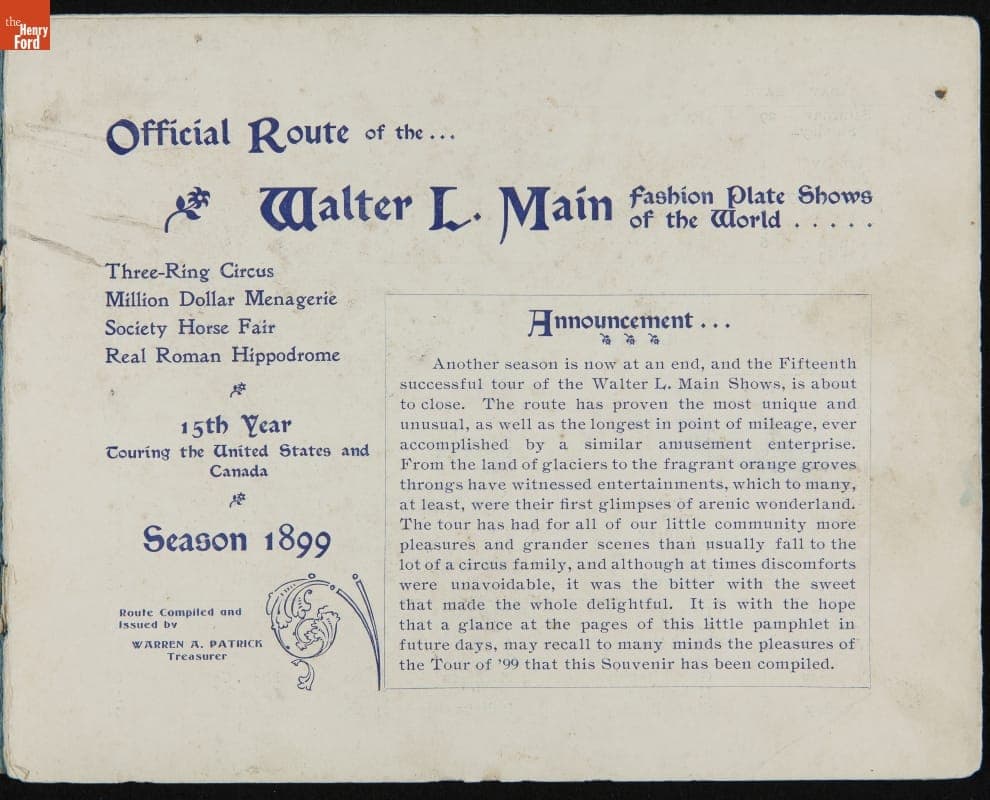 the
Henry
Ford
Official Route of the ...
Walter L. Main Fashion Plate Shows
of the World . . . . .
Three-Ring Circus
Million Dollar Menagerie
Society Horse Fair
Real Roman Hippodrome
15th Year
Touring the United States and
Canada
Season 1899
Route Compiled and
Issued by
WARREN A. PATRICK
Treasurer
Announcement ...
Another season is now at an end, and the Fifteenth
successful tour of the Walter L. Main Shows, is about
to close. The route has proven the most unique and
unusual, as well as the longest in point of mileage, ever
accomplished by a similar amusement enterprise.
From the land of glaciers to the fragrant orange groves
throngs have witnessed entertainments, which to many,
at least, were their first glimpses of arenic wonderland.
The tour has had for all of our little community more
pleasures and grander scenes than usually fall to the
lot of a circus family, and although at times discomforts
were unavoidable, it was the bitter with the sweet
that made the whole delightful. It is with the hope
that a glance at the pages of this little pamphlet in
future days, may recall to many minds the pleasures of
the Tour of '99 that this Souvenir has been compiled.